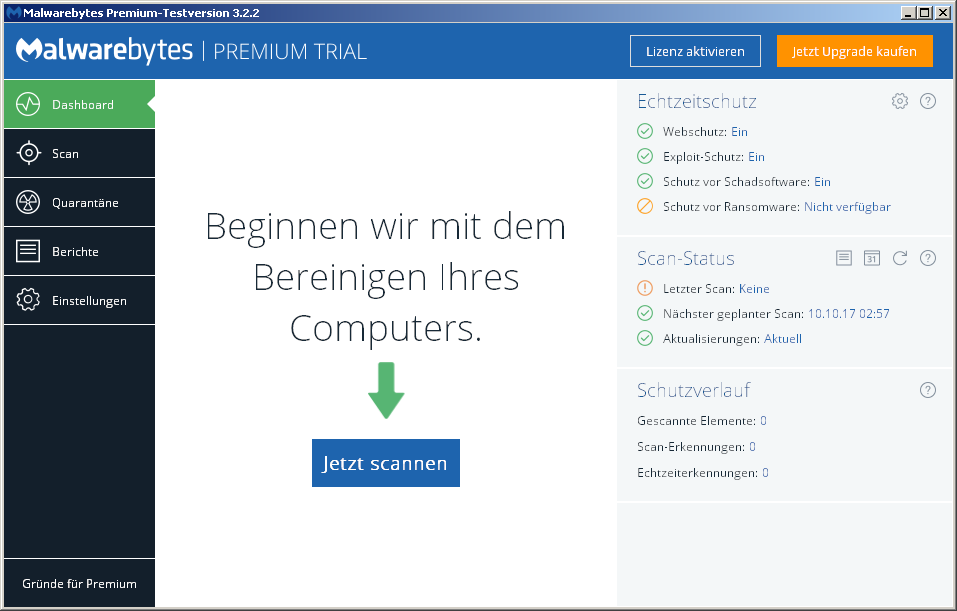 Malwarebytes Premium-Testversion 3.2.2
Malwarebytes | PREMIUM TRIAL
Lizenz aktivieren
Jetzt Upgrade kaufen
Dashboard
Scan
Quarantäne
Berichte
Einstellungen
Gründe für Premium
Beginnen wir mit dem
Bereinigen Ihres
Computers.
Jetzt scannen
Echtzeitschutz
Webschutz: Ein
Exploit-Schutz: Ein
Schutz vor Schadsoftware: Ein
Schutz vor Ransomware: Nicht verfügbar
Scan-Status
31
Letzter Scan: Keine
Nächster geplanter Scan: 10.10.17 02:57
Aktualisierungen: Aktuell
Schutzverlauf
Gescannte Elemente: 0
Scan-Erkennungen: 0
Echtzeiterkennungen: 0